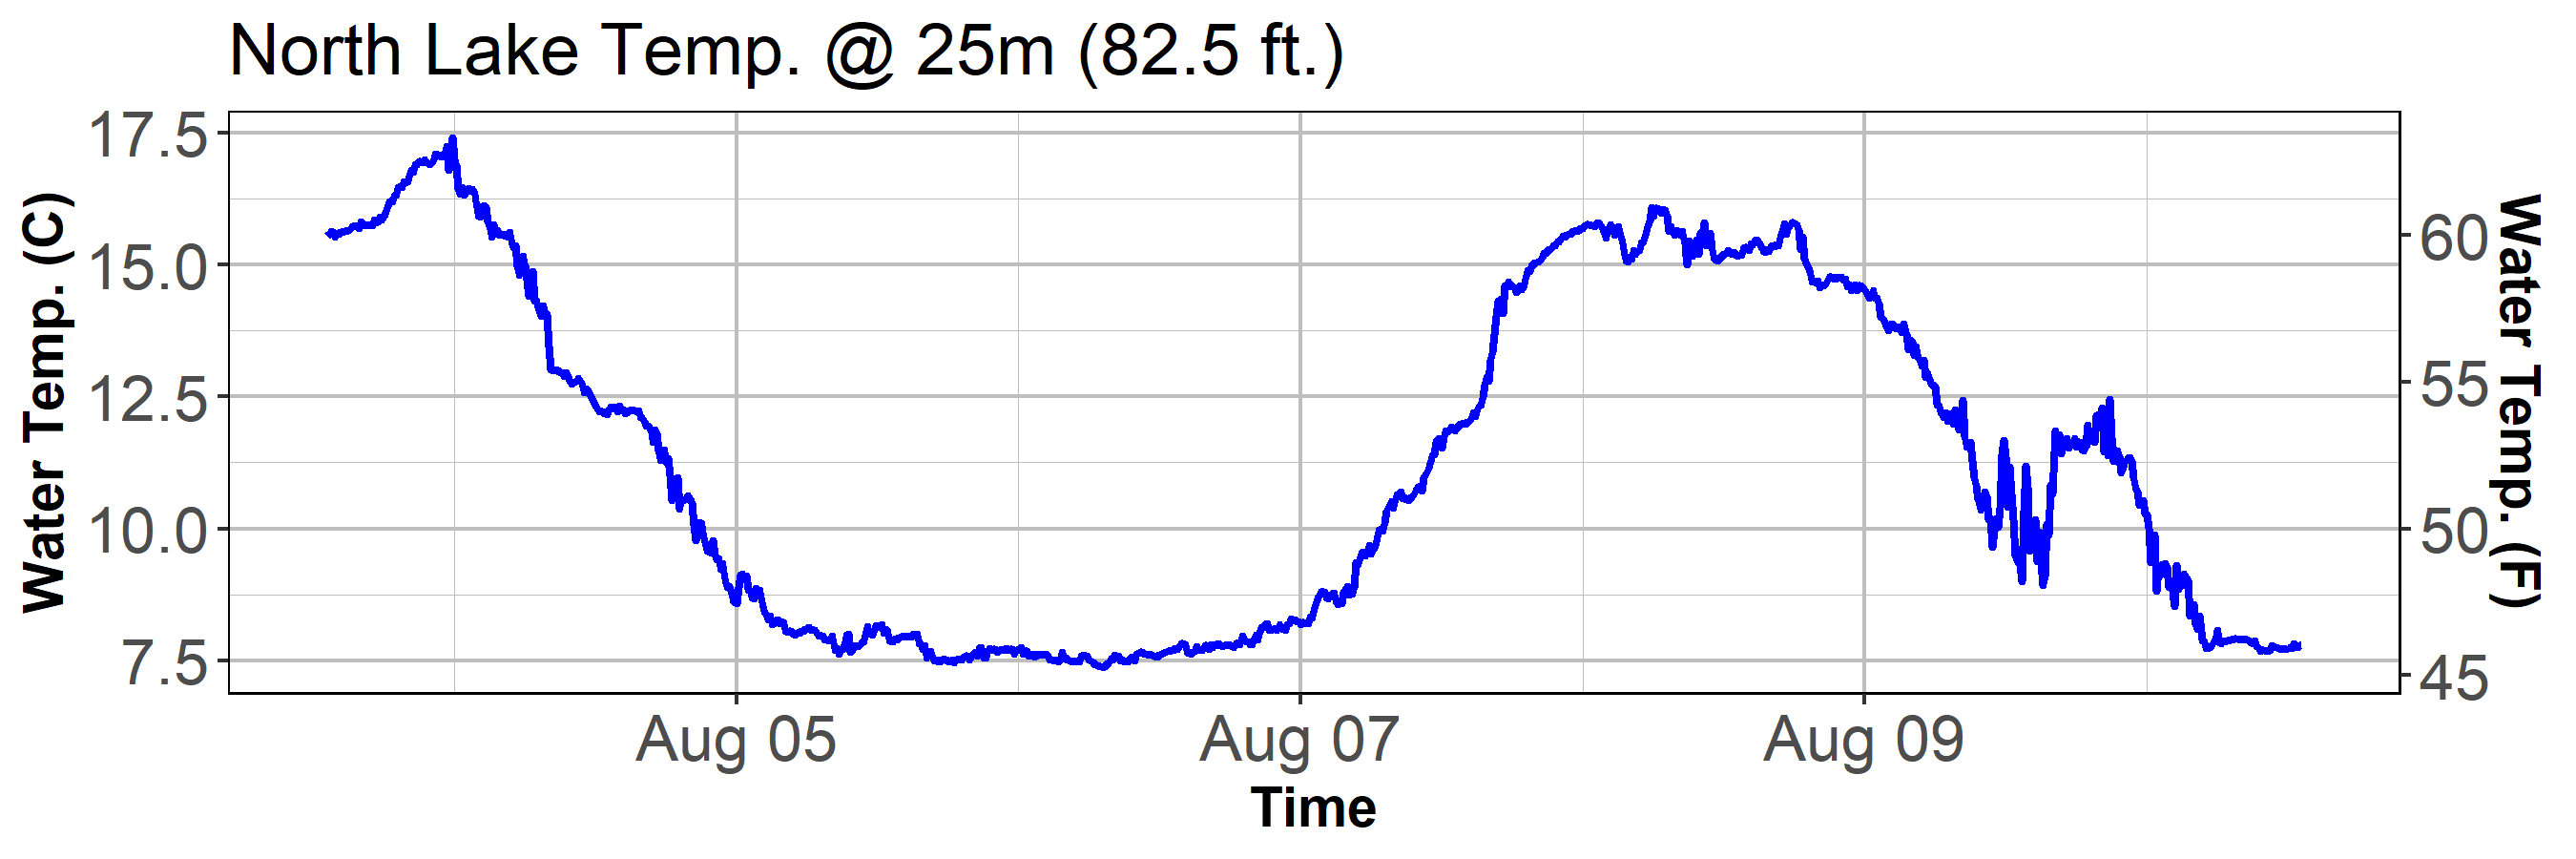 North Lake Temp. @ 25m (82.5 ft.)
Water Temp. (C)
17.5
15.0
12.5
10.0
7.5
60
55
50
45
Water Temp. (F)
Aug 05 Aug 07 Aug 09
Time